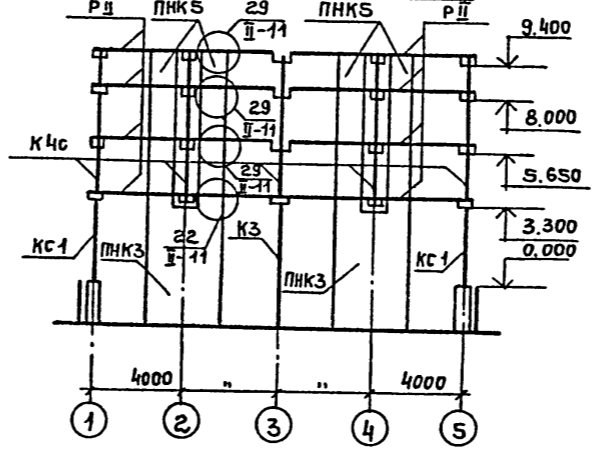 РII ПНК5 29 ПНК5 РII
II-11
9.400
29
II-11
8.000
К4С
29
II-11
5.650
22
II-11
К3
3.300
0.000
КС1 ПНК3 ПНК3 КС1
4000 " " 4000
1 2 3 4 5